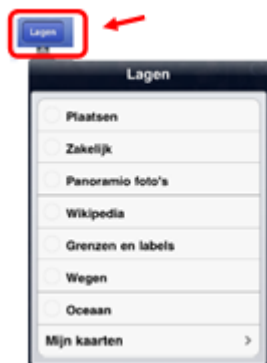 Lagen
Lagen
Plaatsen
Zakelijk
Panoramio foto's
Wikipedia
Grenzen en labels
Wegen
Oceaan
Mijn kaarten